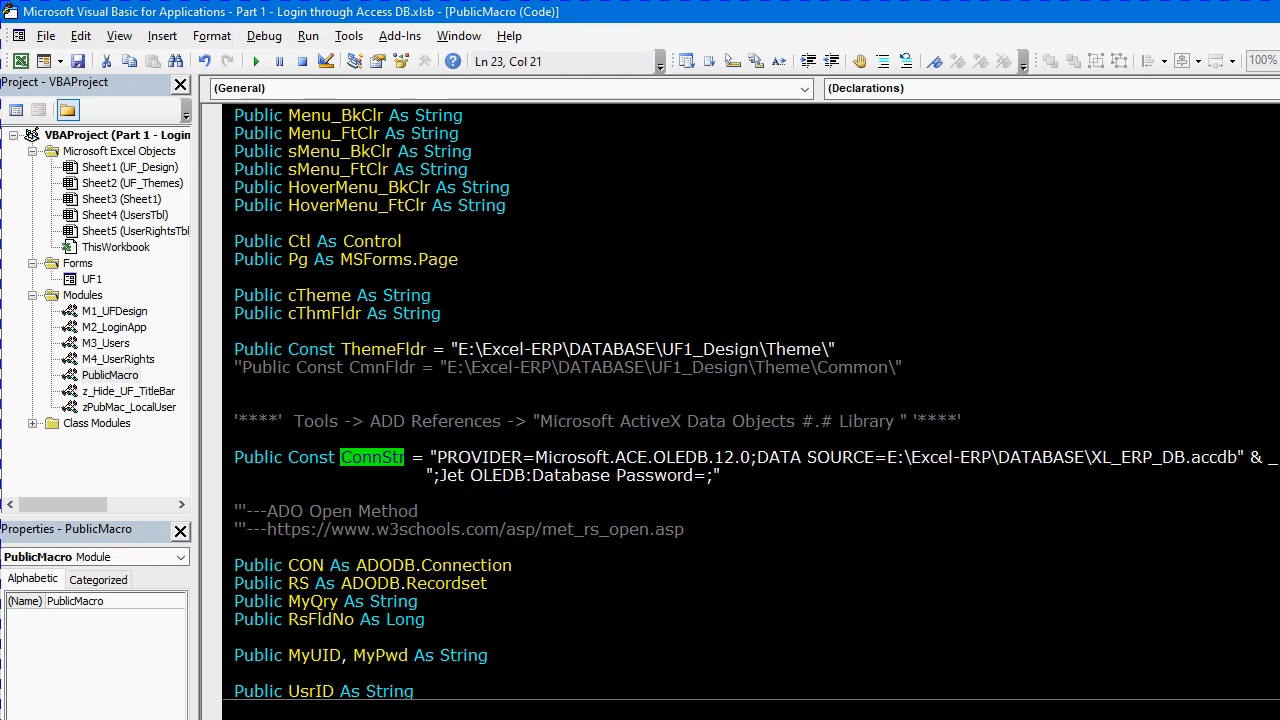 Microsoft Visual Basic for Applications - Part 1 - Login through Access DB.xlsb - [PublicMacro (Code)]
File Edit View Insert Format Debug Run Tools Add-Ins Window Help
Ln 23, Col 21
100%
Project - VBAProject
(General)
(Declarations)
VBAProject (Part 1 - Login
Microsoft Excel Objects
Sheet1 (UF_Design)
Sheet2 (UF_Themes)
Sheet3 (Sheet1)
Sheet4 (UsersTbl)
Sheet5 (UserRightsTbl
ThisWorkbook
Forms
UF1
Modules
M1_UFDesign
M2_LoginApp
M3_Users
M4_UserRights
PublicMacro
z_Hide_UF_TitleBar
zPubMac_LocalUser
Class Modules
Properties - PublicMacro
PublicMacro Module
Alphabetic Categorized
(Name) PublicMacro
Public Menu_BkClr As String
Public Menu_FtClr As String
Public sMenu_BkClr As String
Public sMenu_FtClr As String
Public HoverMenu_BkClr As String
Public HoverMenu_FtClr As String
Public Ctl As Control
Public Pg As MSForms.Page
Public cTheme As String
Public cThmFldr As String
Public Const ThemeFldr = "E:\Excel-ERP\DATABASE\UF1_Design\Theme\"
''Public Const CmnFldr = "E:\Excel-ERP\DATABASE\UF1_Design\Theme\Common\"
'****'  Tools -> ADD References -> "Microsoft ActiveX Data Objects #.# Library " '****'
Public Const ConnStr = "PROVIDER=Microsoft.ACE.OLEDB.12.0;DATA SOURCE=E:\Excel-ERP\DATABASE\XL_ERP_DB.accdb" & _
";Jet OLEDB:Database Password=;"
'''---ADO Open Method
'''---https://www.w3schools.com/asp/met_rs_open.asp
Public CON As ADODB.Connection
Public RS As ADODB.Recordset
Public MyQry As String
Public RsFldNo As Long
Public MyUID, MyPwd As String
Public UsrID As String